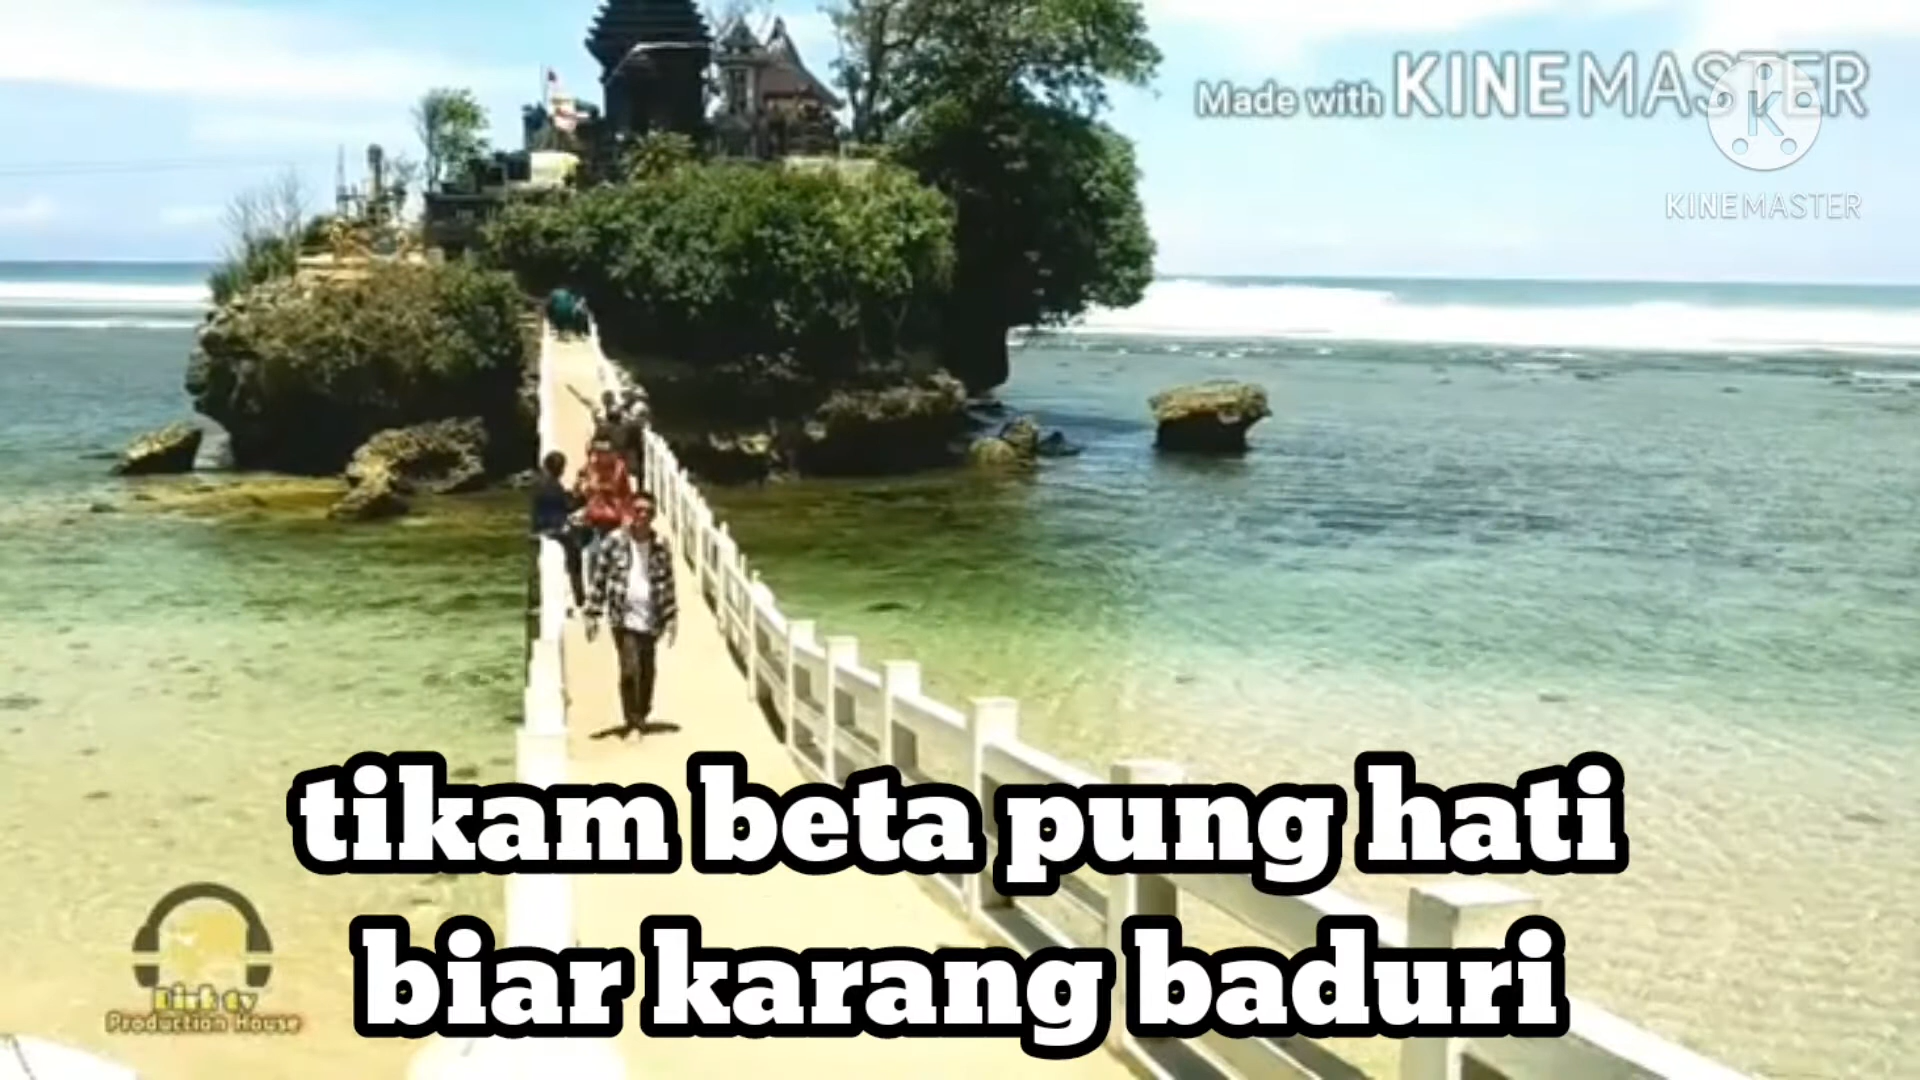 Made with KINEMASTER
K
KINEMASTER
tikam beta pung hati
biar karang baduri
Production House